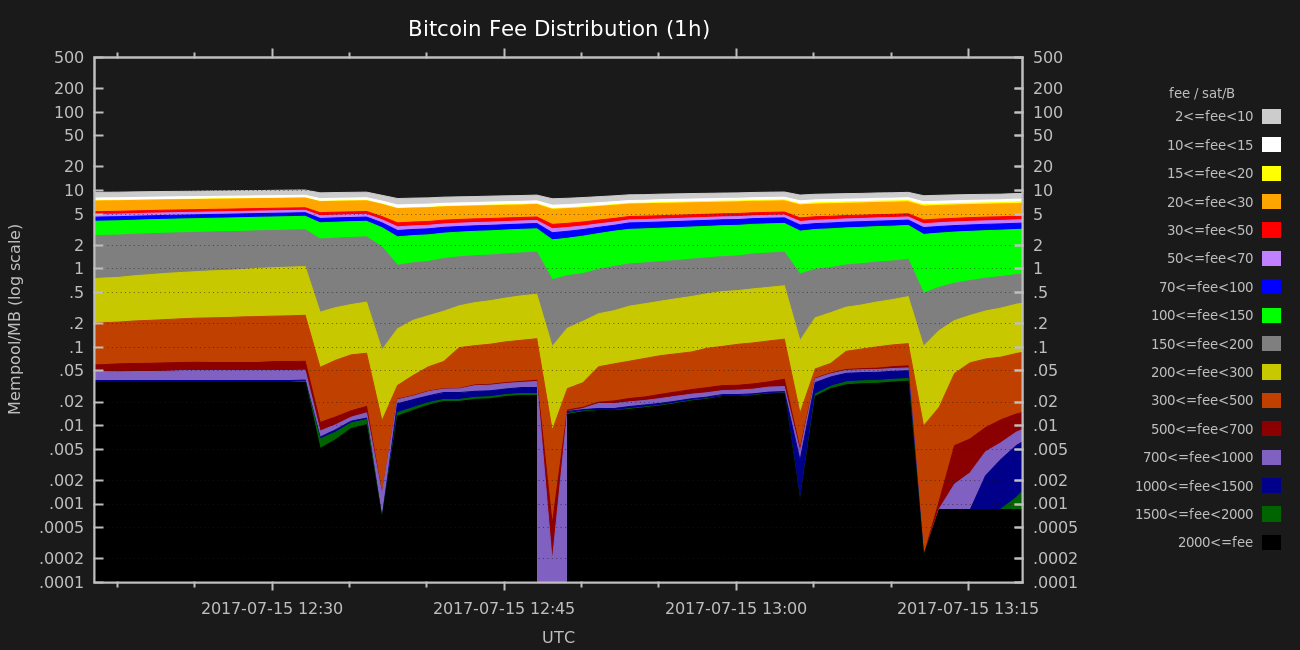 Bitcoin Fee Distribution (1h)
Mempool/MB (log scale)
500
200
100
50
20
10
5
2
1
.5
.2
.1
.05
.02
.01
.005
.002
.001
.0005
.0002
.0001
500
200
100
50
20
10
5
2
1
.5
.2
.1
.05
.02
.01
.005
.002
.001
.0005
.0002
.0001
2017-07-15 12:30 2017-07-15 12:45 2017-07-15 13:00 2017-07-15 13:15
UTC
fee / sat/B
2<=fee<10
10<=fee<15
15<=fee<20
20<=fee<30
30<=fee<50
50<=fee<70
70<=fee<100
100<=fee<150
150<=fee<200
200<=fee<300
300<=fee<500
500<=fee<700
700<=fee<1000
1000<=fee<1500
1500<=fee<2000
2000<=fee